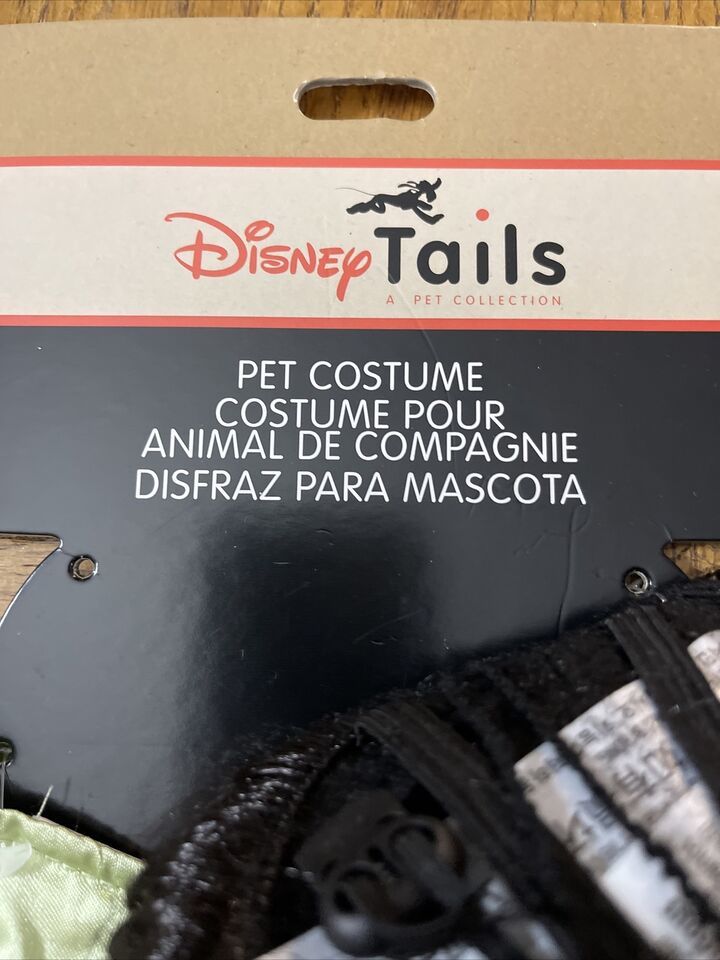 Disney Tails
A PET COLLECTION
PET COSTUME
COSTUME POUR
ANIMAL DE COMPAGNIE
DISFRAZ PARA MASCOTA